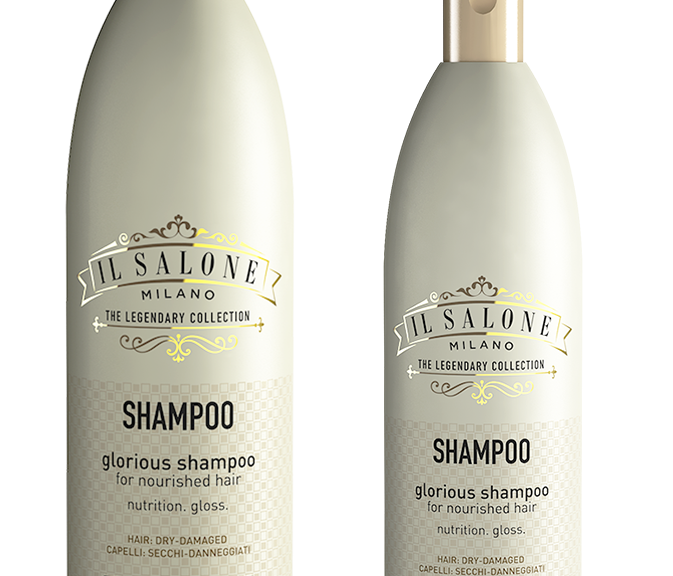 IL SALONE
MILANO
THE LEGENDARY COLLECTION
SHAMPOO
glorious shampoo
for nourished hair
nutrition. gloss.
HAIR: DRY-DAMAGED
CAPELLI: SECCHI-DANNEGGIATI
IL SALONE
MILANO
THE LEGENDARY COLLECTION
SHAMPOO
glorious shampoo
for nourished hair
nutrition. gloss.
HAIR: DRY-DAMAGED
CAPELLI: SECCHI-DANNEGGIATI